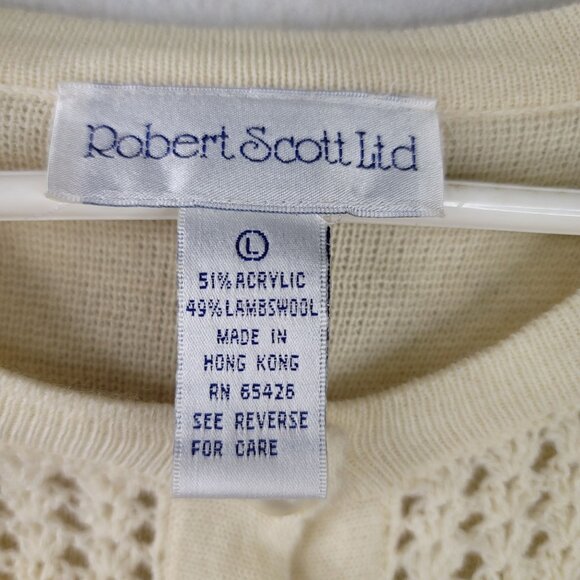 Robert Scott Ltd
L
51% ACRYLIC
49% LAMBSWOOL
MADE IN
HONG KONG
RN 65426
SEE REVERSE
FOR CARE